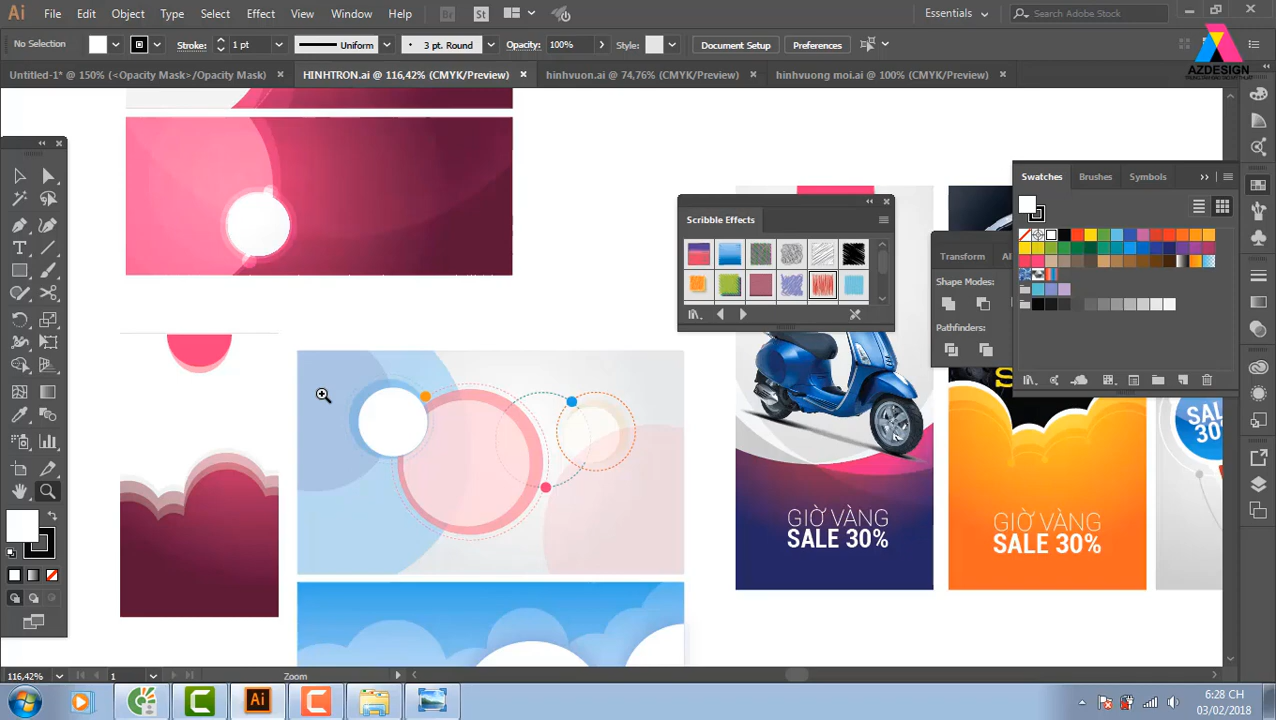 Ai File Edit Object Type Select Effect View Window Help Br St Essentials Search Adobe Stock
No Selection Stroke: 1 pt Uniform 3 pt. Round Opacity: 100% Style: Document Setup Preferences
AZDESIGN
Untitled-1* @ 150% (<Opacity Mask>/Opacity Mask) HINHTRON.ai @ 116,42% (CMYK/Preview) hinhvuon.ai @ 74,76% (CMYK/Preview) hinhvuong moi.ai @ 100% (CMYK/Preview)
Swatches Brushes Symbols
Scribble Effects
Transform
Shape Modes:
Pathfinders:
SAL
30%
GIỜ VÀNG
SALE 30%
GIỜ VÀNG
SALE 30%
116,42% 1 Zoom
Ai
6:28 CH
03/02/2018